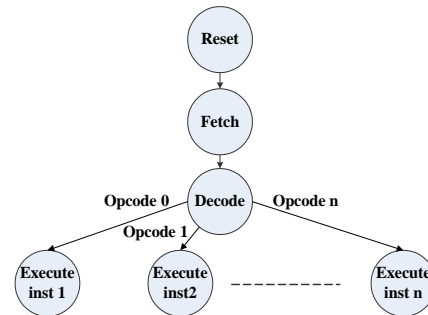 Reset
Fetch
Decode
Opcode 0
Opcode 1
Opcode n
Execute
inst 1
Execute
inst2
Execute
inst n